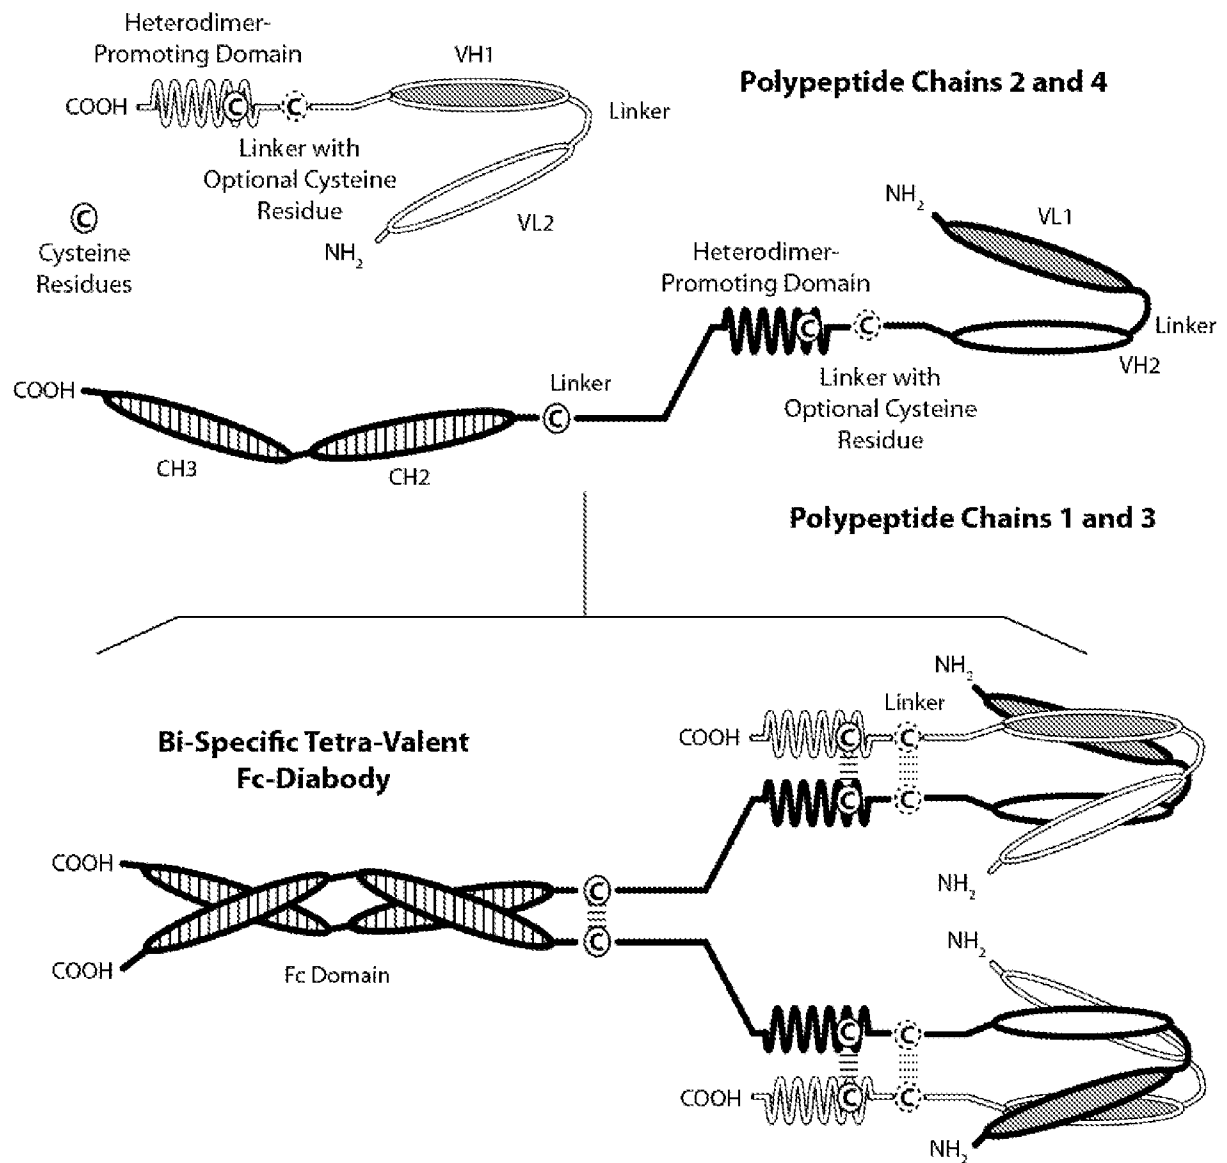 Heterodimer-
Promoting Domain
VH1
Polypeptide Chains 2 and 4
COOH
C
C
Linker
Linker with
Optional Cysteine
Residue
VL2
NH2
C
Cysteine
Residues
NH2
VL1
Heterodimer-
Promoting Domain
C
C
Linker
VH2
Linker with
Optional Cysteine
Residue
COOH
Linker
C
CH3
CH2
Polypeptide Chains 1 and 3
Bi-Specific Tetra-Valent
Fc-Diabody
NH2
Linker
COOH
C
C
C
C
NH2
COOH
C
C
COOH
Fc Domain
NH2
C
C
COOH
C
C
NH2